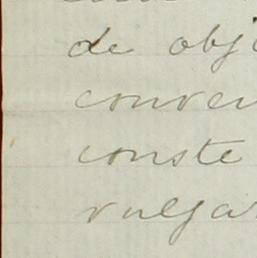 de obj
conven
conste
vulgar